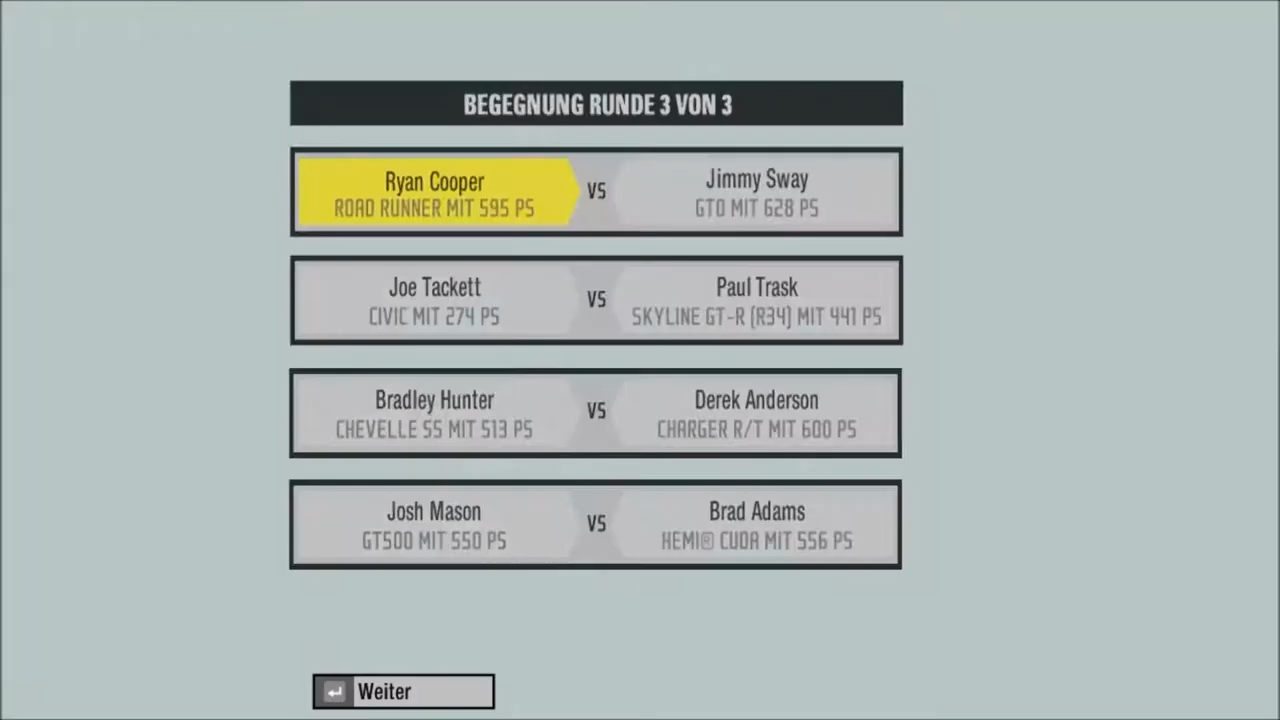 BEGEGNUNG RUNDE 3 VON 3
Ryan Cooper
ROAD RUNNER MIT 595 PS
VS
Jimmy Sway
GTO MIT 628 PS
Joe Tackett
CIVIC MIT 274 PS
VS
Paul Trask
SKYLINE GT-R (R34) MIT 441 PS
Bradley Hunter
CHEVELLE SS MIT 513 PS
VS
Derek Anderson
CHARGER R/T MIT 600 PS
Josh Mason
GT500 MIT 550 PS
VS
Brad Adams
HEMI® CUDA MIT 556 PS
Weiter